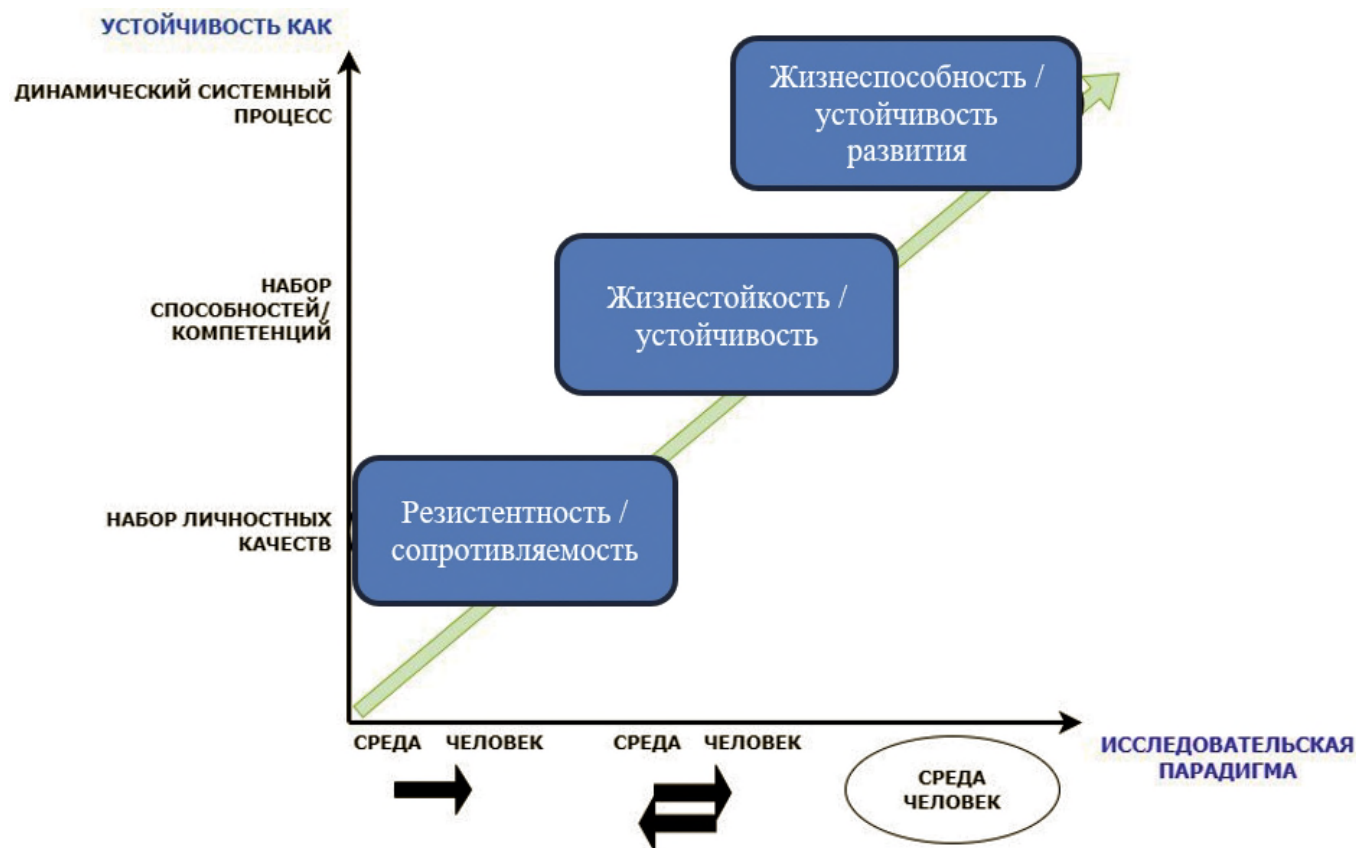 УСТОЙЧИВОСТЬ КАК
ДИНАМИЧЕСКИЙ СИСТЕМНЫЙ
ПРОЦЕСС
Жизнеспособность /
устойчивость
развития
НАБОР
СПОСОБНОСТЕЙ/
КОМПЕТЕНЦИЙ
Жизнестойкость /
устойчивость
НАБОР ЛИЧНОСТНЫХ
КАЧЕСТВ
Резистентность /
сопротивляемость
СРЕДА ЧЕЛОВЕК
СРЕДА ЧЕЛОВЕК
СРЕДА
ЧЕЛОВЕК
ИССЛЕДОВАТЕЛЬСКАЯ
ПАРАДИГМА